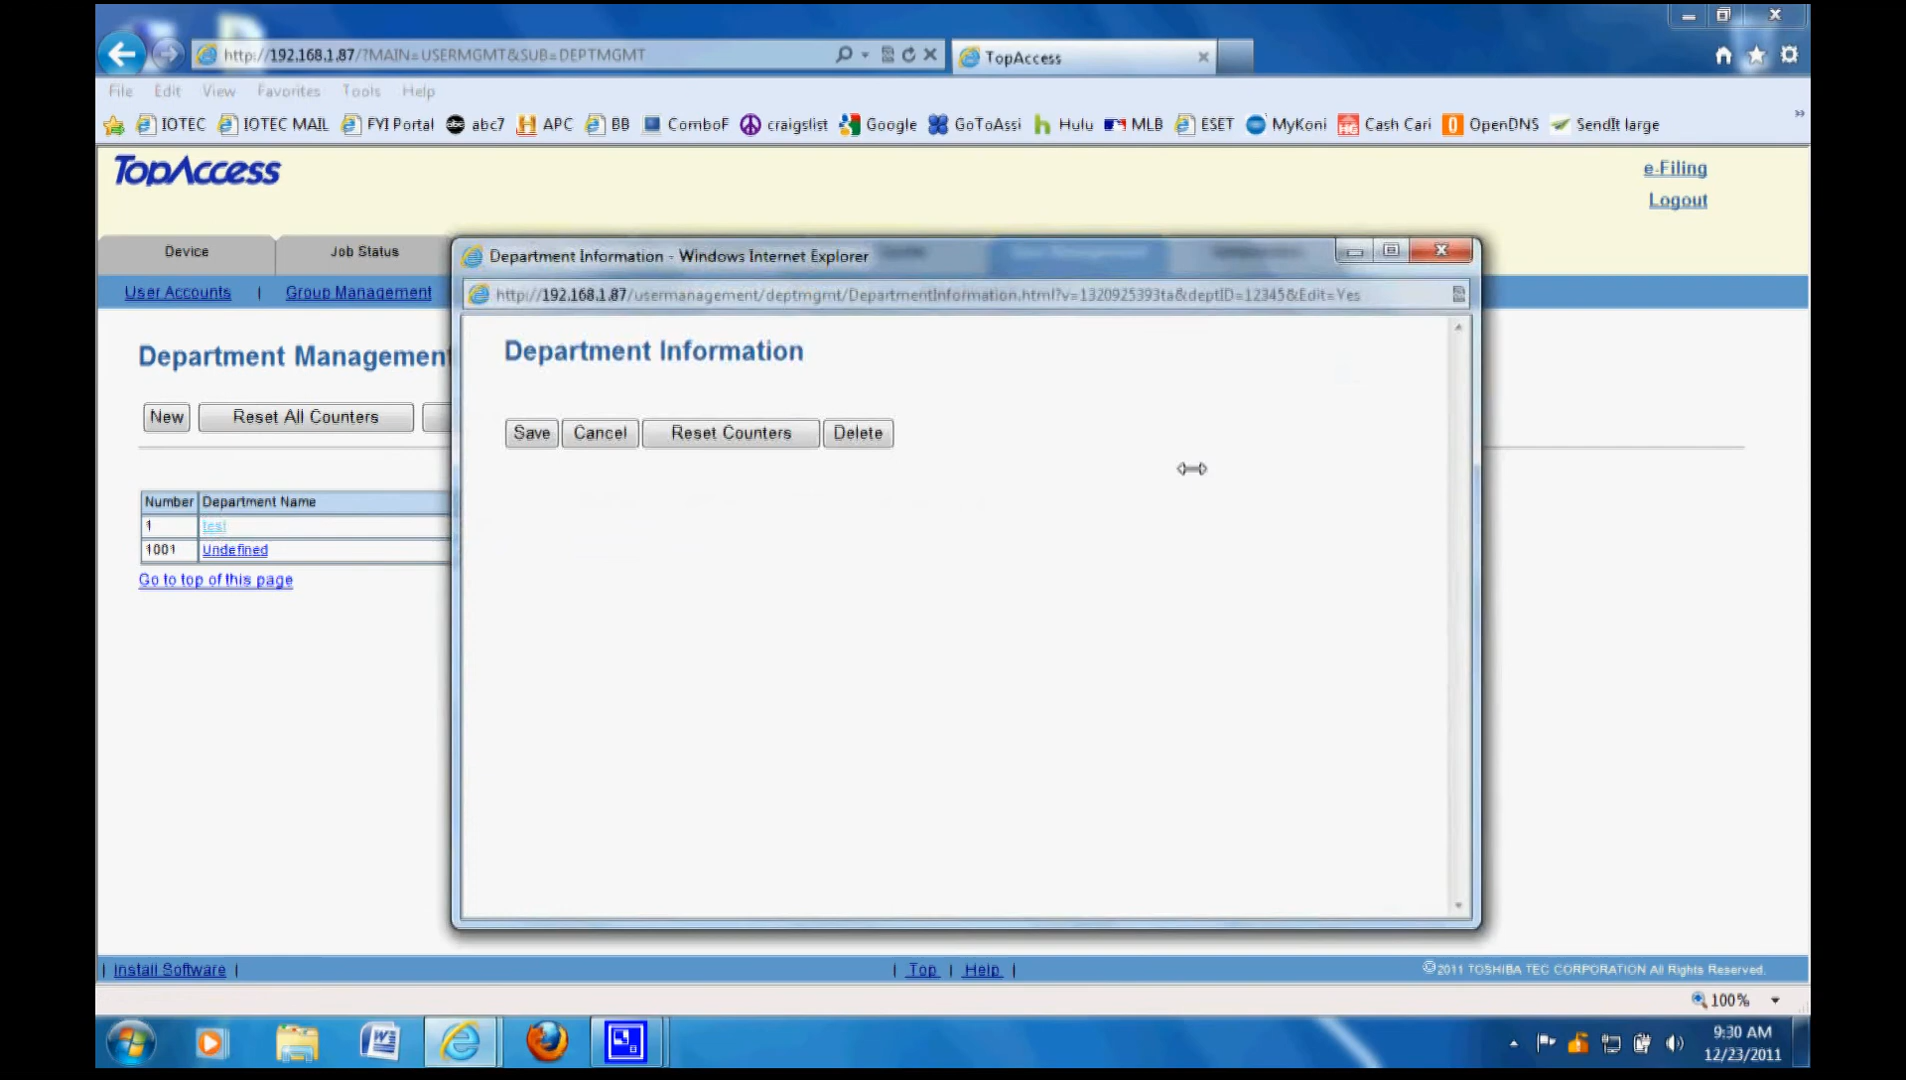 http://192.168.1.87/?MAIN=USERMGMT&SUB=DEPTMGMT
TopAccess
File Edit View Favorites Tools Help
IOTEC IOTEC MAIL FYI Portal abc7 APC BB ComboF craigslist Google GoToAssi Hulu MLB ESET MyKoni Cash Cari OpenDNS SendIt large
TopAccess
e-Filing
Logout
Device Job Status
Department Information - Windows Internet Explorer
User Accounts | Group Management
http://192.168.1.87/usermanagement/deptmgmt/DepartmentInformation.html?v=1320925393ta&deptID=12345&Edit=Yes
Department Management
Department Information
New Reset All Counters
Save Cancel Reset Counters Delete
Number Department Name
1 test
1001 Undefined
Go to top of this page
| Install Software | | Top | Help |
©2011 TOSHIBA TEC CORPORATION All Rights Reserved.
100%
9:30 AM
12/23/2011